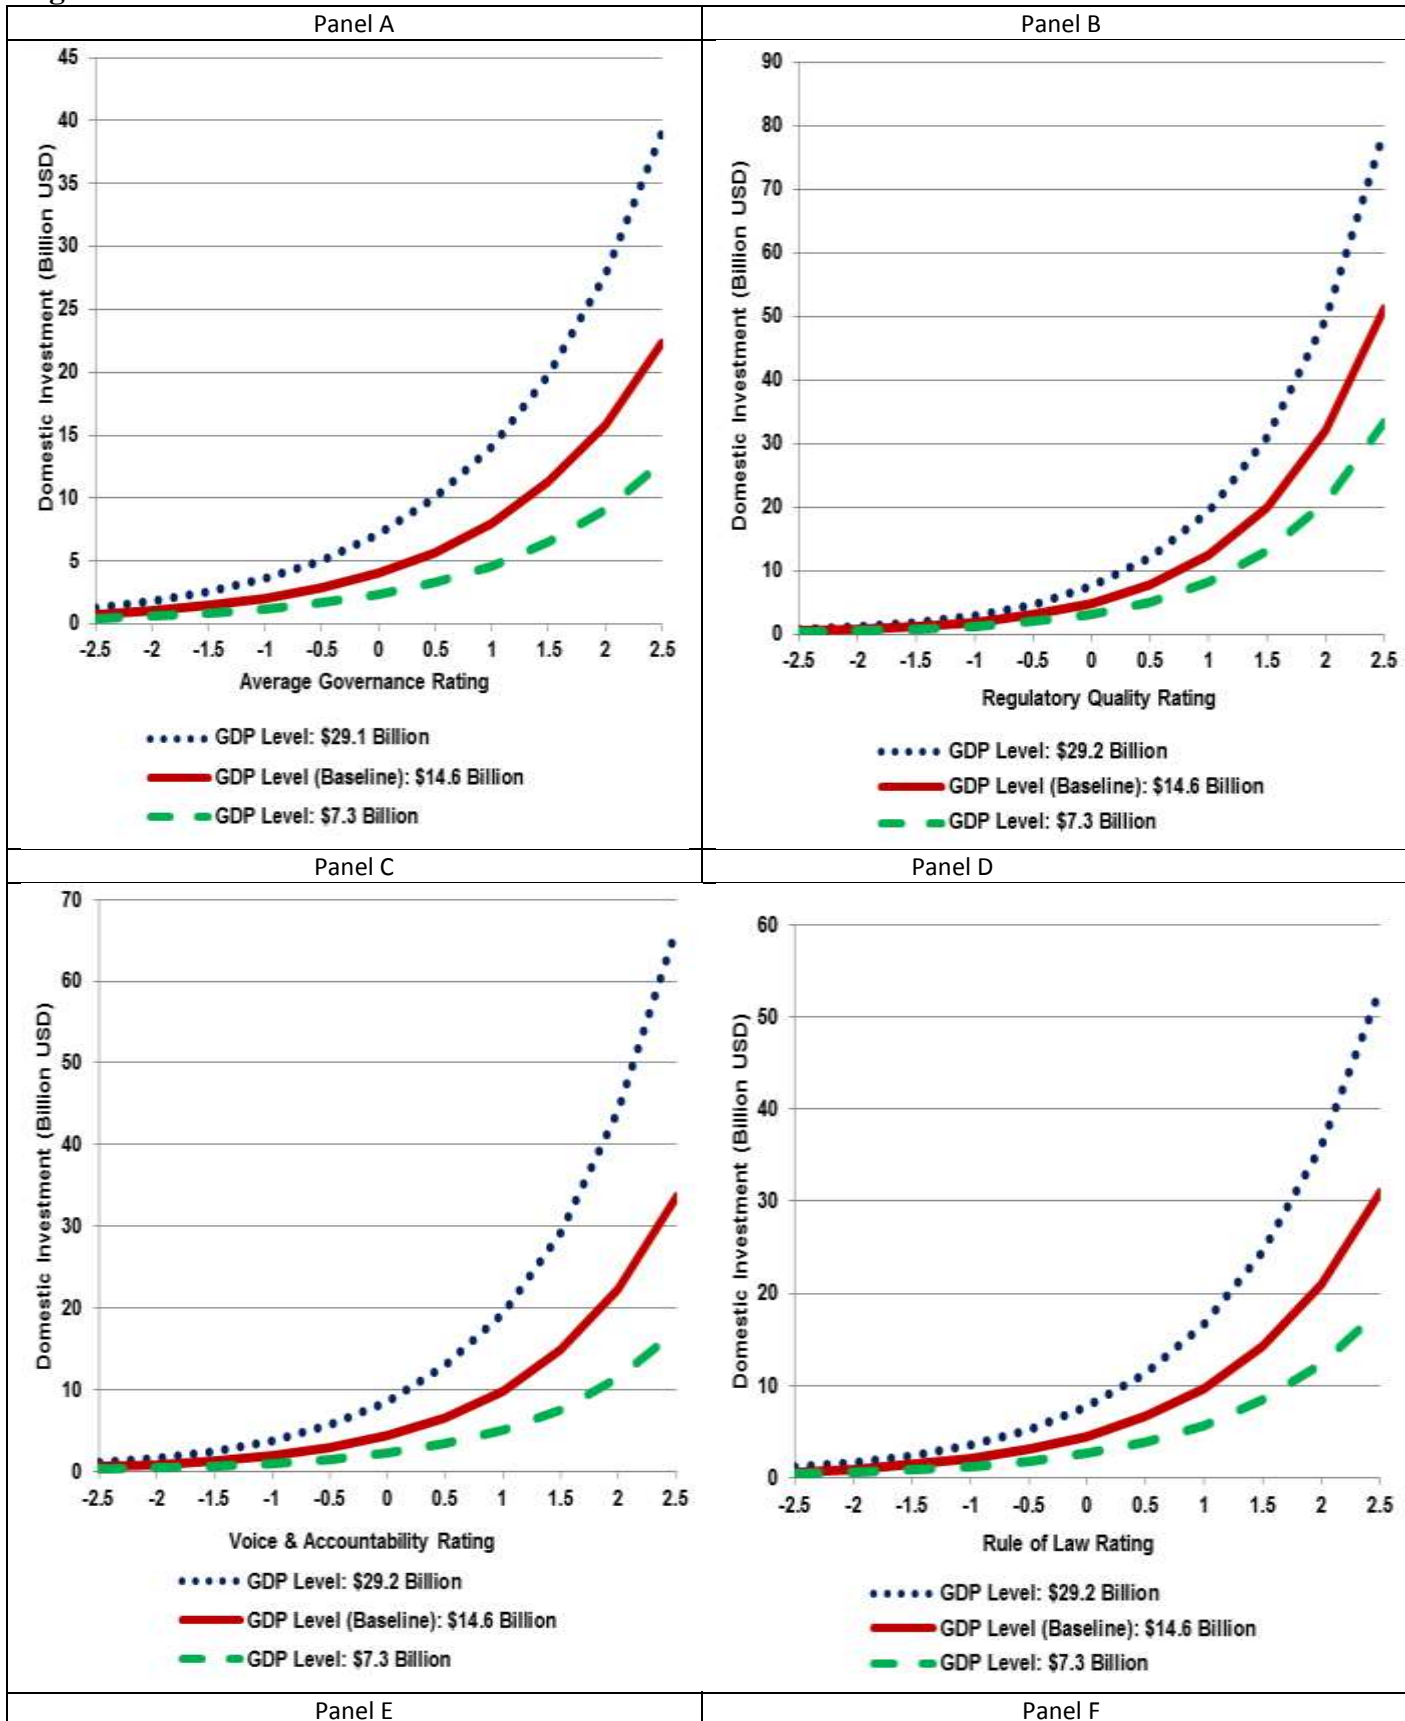 Panel A
Panel B
45
40
35
30
25
20
15
10
5
0
Domestic Investment (Billion USD)
-2.5 -2 -1.5 -1 -0.5 0 0.5 1 1.5 2 2.5
Average Governance Rating
GDP Level: $29.1 Billion
GDP Level (Baseline): $14.6 Billion
GDP Level: $7.3 Billion
90
80
70
60
50
40
30
20
10
0
Domestic Investment (Billion USD)
-2.5 -2 -1.5 -1 -0.5 0 0.5 1 1.5 2 2.5
Regulatory Quality Rating
GDP Level: $29.2 Billion
GDP Level (Baseline): $14.6 Billion
GDP Level: $7.3 Billion
Panel C
Panel D
70
60
50
40
30
20
10
0
Domestic Investment (Billion USD)
-2.5 -2 -1.5 -1 -0.5 0 0.5 1 1.5 2 2.5
Voice & Accountability Rating
GDP Level: $29.2 Billion
GDP Level (Baseline): $14.6 Billion
GDP Level: $7.3 Billion
60
50
40
30
20
10
0
Domestic Investment (Billion USD)
-2.5 -2 -1.5 -1 -0.5 0 0.5 1 1.5 2 2.5
Rule of Law Rating
GDP Level: $29.2 Billion
GDP Level (Baseline): $14.6 Billion
GDP Level: $7.3 Billion
Panel E
Panel F